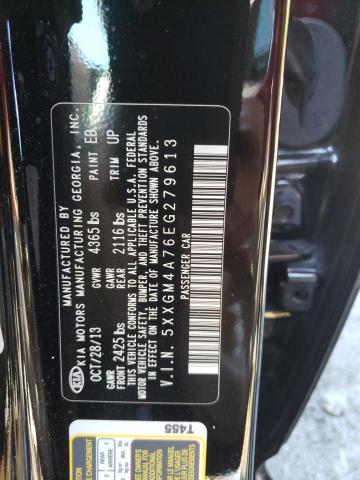 MANUFACTURED BY
KIA KIA MOTORS MANUFACTURING GEORGIA, INC.
OCT/28/13 GVWR 4365 lbs PAINT EB
GAWR FRONT 2425 lbs GAWR REAR 2116 lbs TRIM UP
THIS VEHICLE CONFORMS TO ALL APPLICABLE U.S.A. FEDERAL
MOTOR VEHICLE SAFETY, BUMPER, AND THEFT PREVENTION STANDARDS
IN EFFECT ON THE DATE OF MANUFACTURE SHOWN ABOVE.
V.I.N. 5XXGM4A76EG279613
PASSENGER CAR
T455